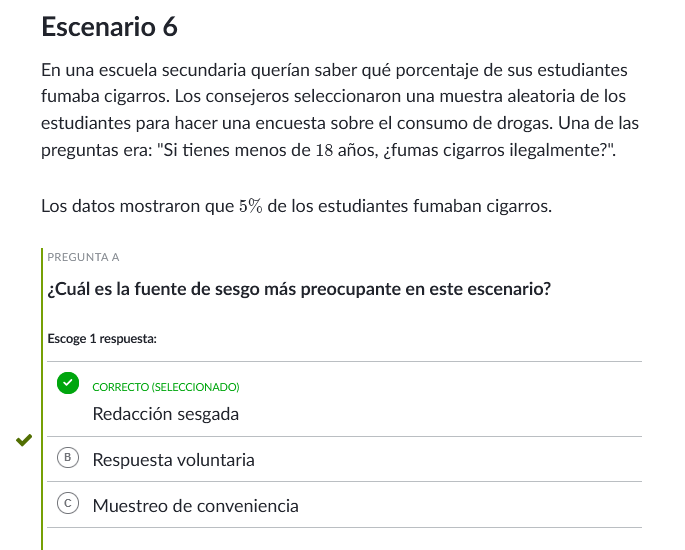 Escenario 6
En una escuela secundaria querían saber qué porcentaje de sus estudiantes
fumaba cigarros. Los consejeros seleccionaron una muestra aleatoria de los
estudiantes para hacer una encuesta sobre el consumo de drogas. Una de las
preguntas era: "Si tienes menos de 18 años, ¿fumas cigarros ilegalmente?".
Los datos mostraron que 5% de los estudiantes fumaban cigarros.
PREGUNTA A
¿Cuál es la fuente de sesgo más preocupante en este escenario?
Escoge 1 respuesta:
CORRECTO (SELECCIONADO)
Redacción sesgada
B Respuesta voluntaria
C Muestreo de conveniencia